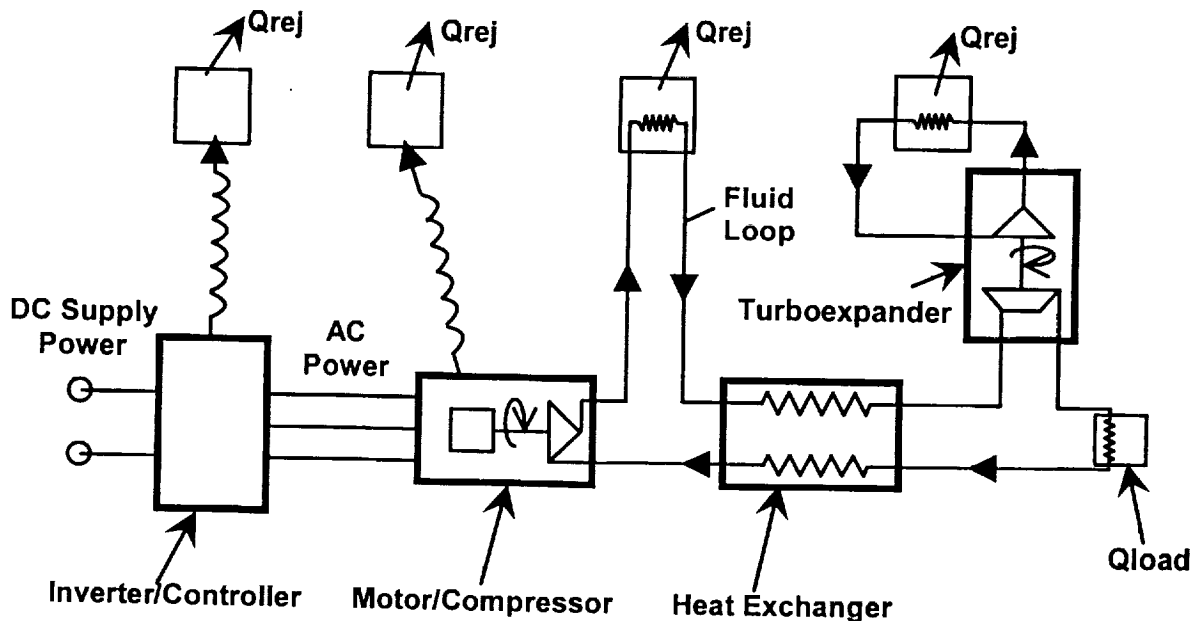 Qrej
Qrej
Qrej
Qrej
Fluid
Loop
Turboexpander
DC Supply
Power
AC
Power
Qload
Inverter/Controller
Motor/Compressor
Heat Exchanger